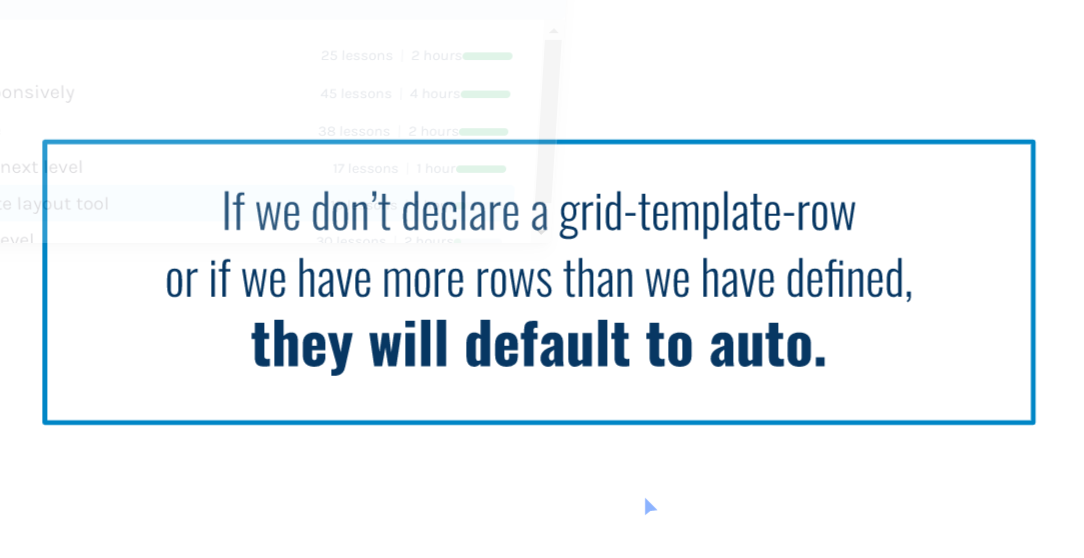 25 lessons | 2 hours
onsively 45 lessons | 4 hours
38 lessons | 2 hours
next level 17 lessons | 1 hour
e layout tool
evel 30 lessons | 2 hours
If we don’t declare a grid-template-row
or if we have more rows than we have defined,
they will default to auto.